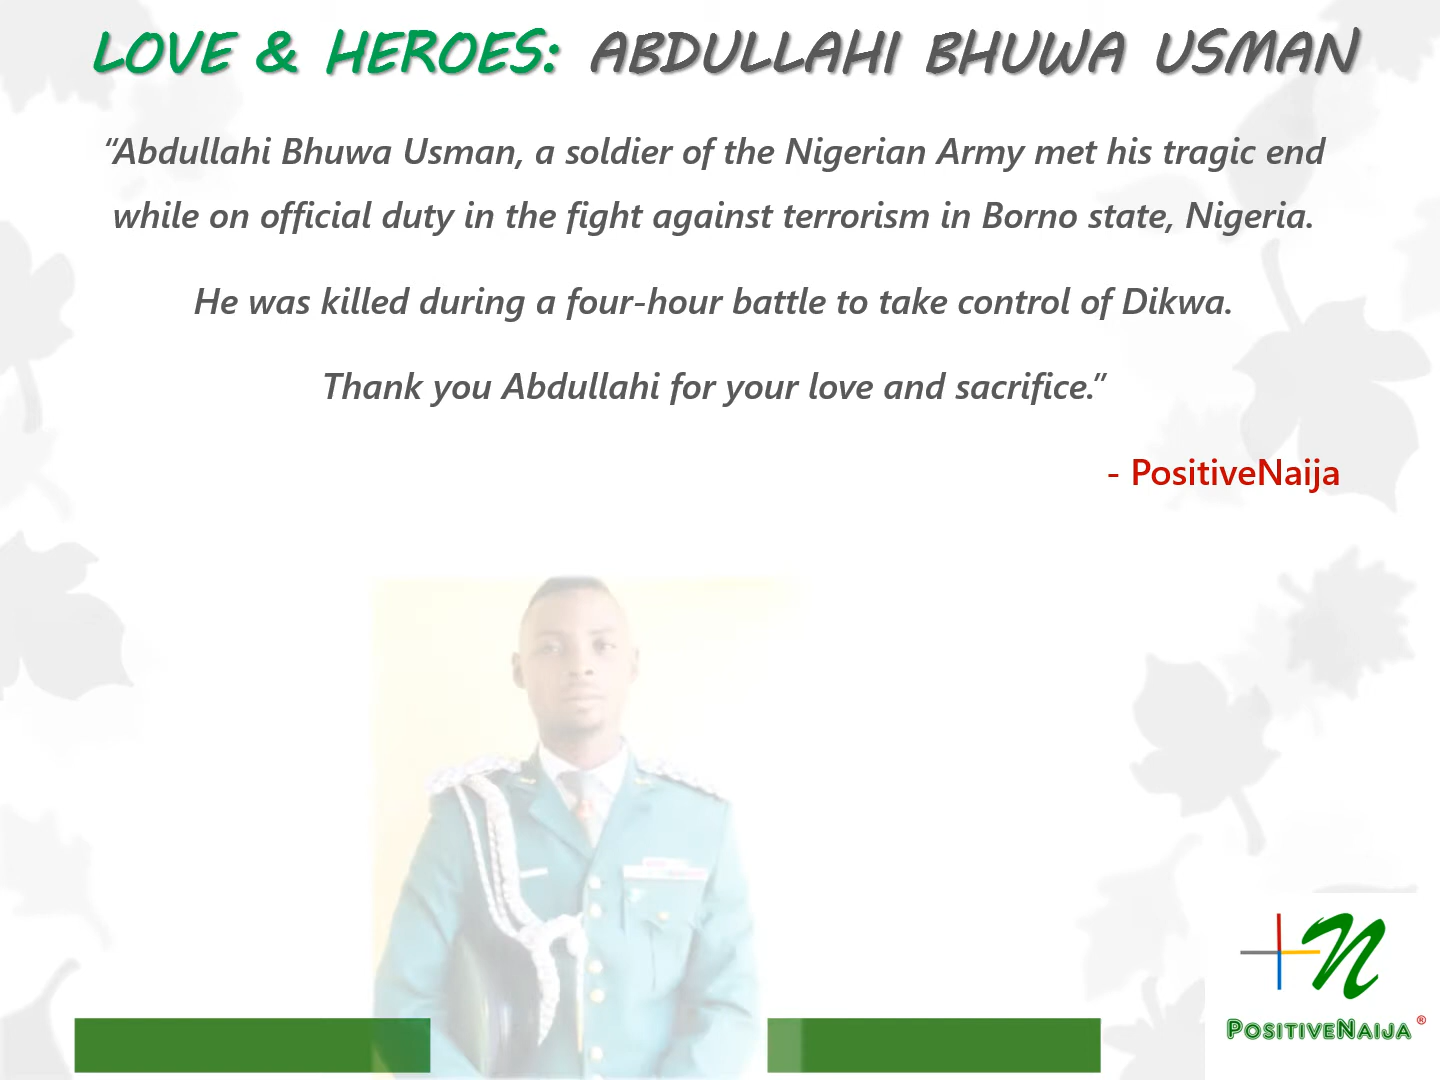 LOVE & HEROES: ABDULLAHI BHUWA USMAN
“Abdullahi Bhuwa Usman, a soldier of the Nigerian Army met his tragic end
while on official duty in the fight against terrorism in Borno state, Nigeria.
He was killed during a four-hour battle to take control of Dikwa.
Thank you Abdullahi for your love and sacrifice.”
- PositiveNaija
+N
POSITIVENAIJA®